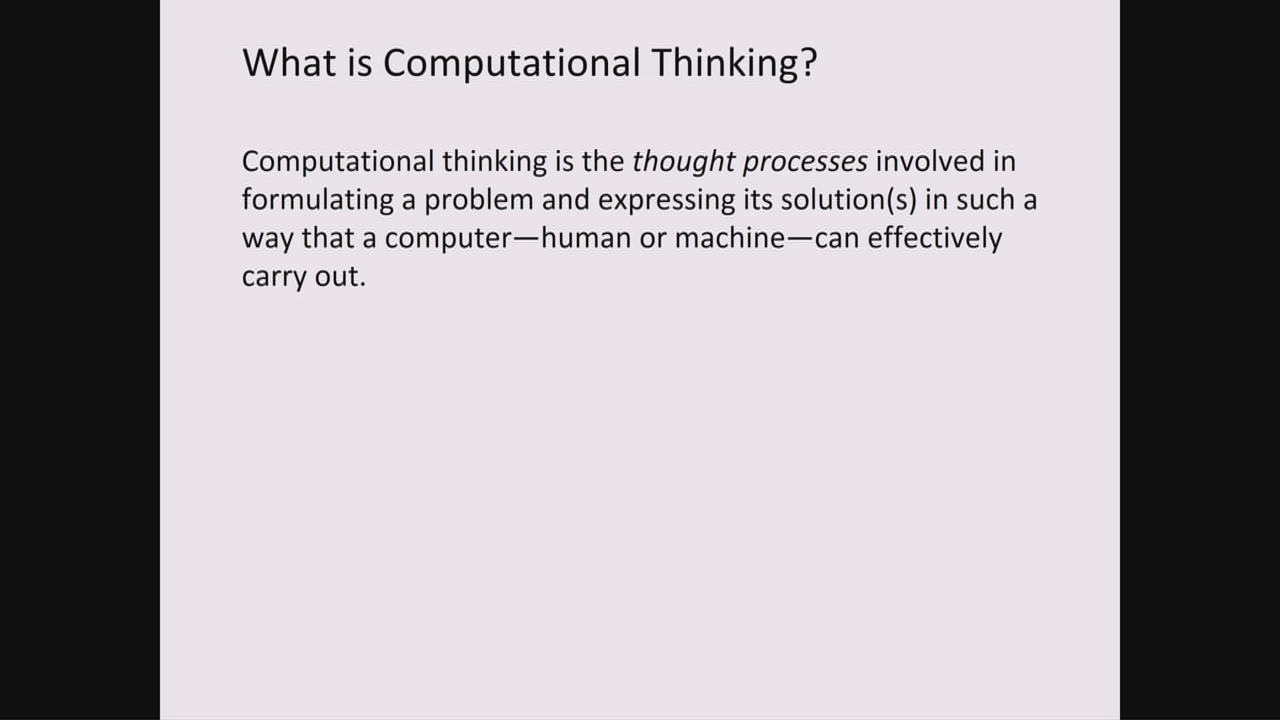 What is Computational Thinking?
Computational thinking is the thought processes involved in
formulating a problem and expressing its solution(s) in such a
way that a computer—human or machine—can effectively
carry out.